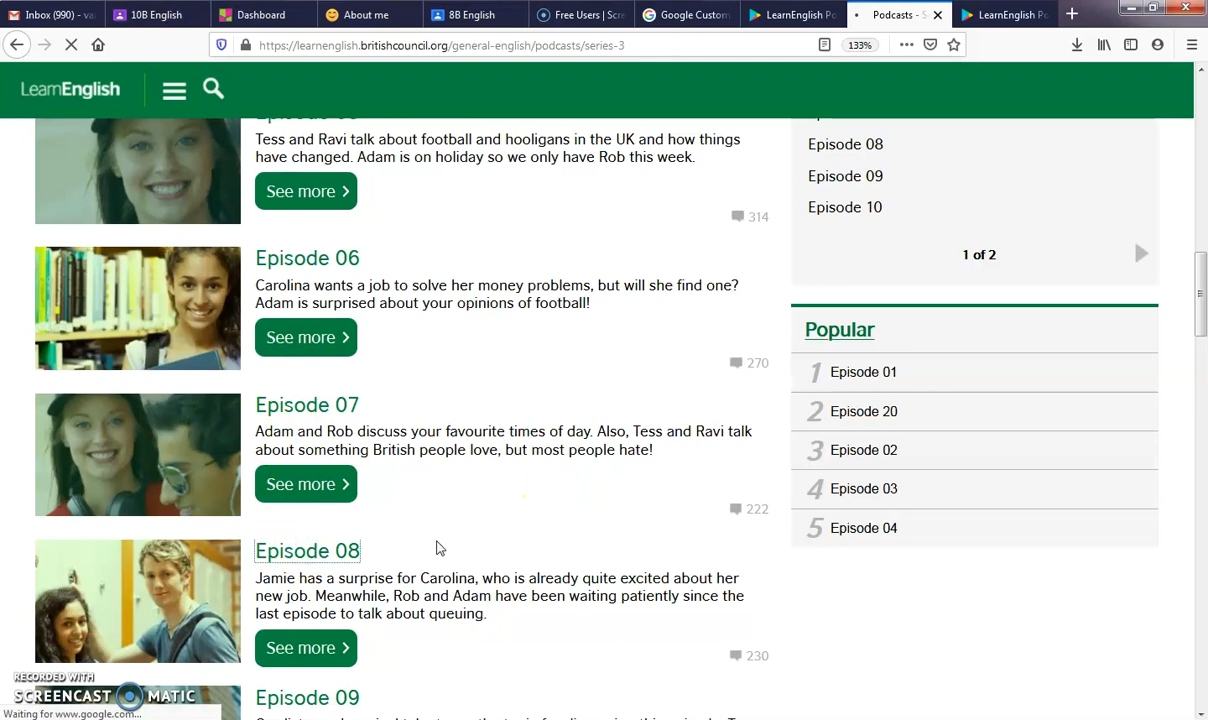 Inbox (990) - va
10B English
Dashboard
About me
8B English
Free Users | Scre
Google Custom
LearnEnglish Po
Podcasts - S
LearnEnglish Po
https://learnenglish.britishcouncil.org/general-english/podcasts/series-3
133%
LearnEnglish
Tess and Ravi talk about football and hooligans in the UK and how things
have changed. Adam is on holiday so we only have Rob this week.
See more
314
Episode 06
Carolina wants a job to solve her money problems, but will she find one?
Adam is surprised about your opinions of football!
See more
270
Episode 07
Adam and Rob discuss your favourite times of day. Also, Tess and Ravi talk
about something British people love, but most people hate!
See more
222
Episode 08
Jamie has a surprise for Carolina, who is already quite excited about her
new job. Meanwhile, Rob and Adam have been waiting patiently since the
last episode to talk about queuing.
See more
230
Episode 09
Episode 08
Episode 09
Episode 10
1 of 2
Popular
1 Episode 01
2 Episode 20
3 Episode 02
4 Episode 03
5 Episode 04
RECORDED WITH
SCREENCAST MATIC
Waiting for www.google.com...